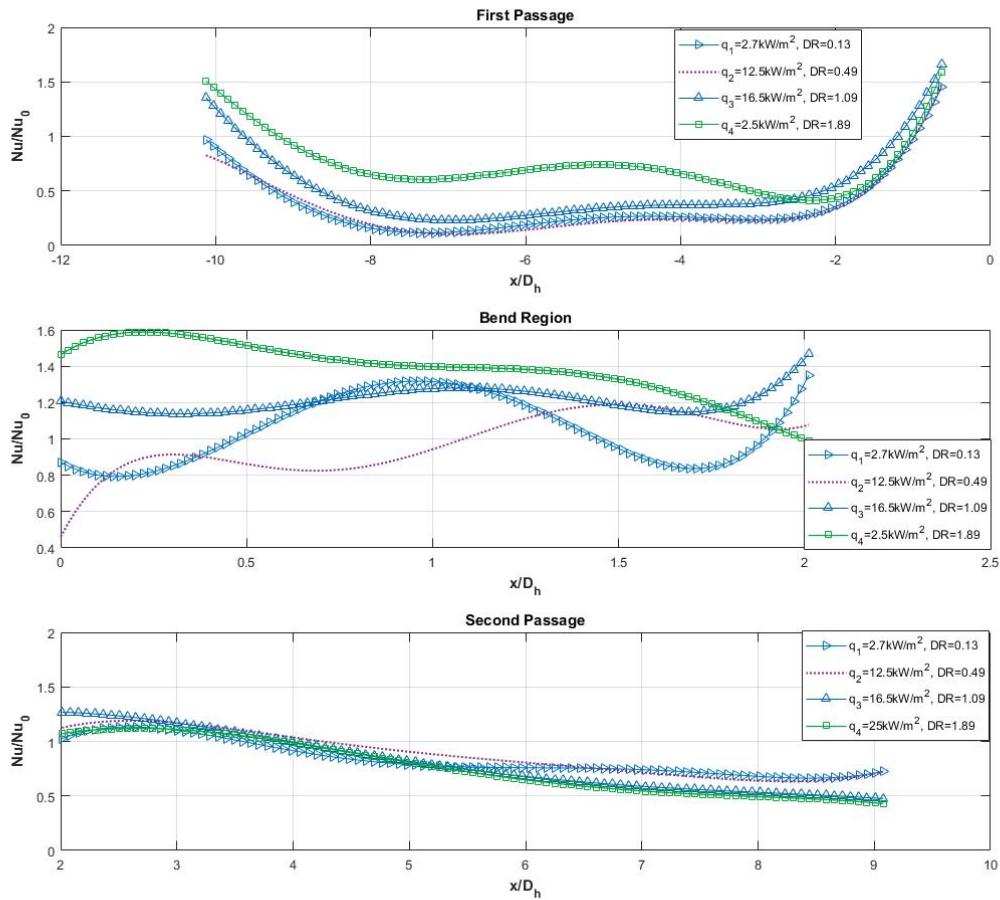 First Passage
2
1.5
1
0.5
0
Nu/Nu₀
q₁=2.7kW/m², DR=0.13
q₂=12.5kW/m², DR=0.49
q₃=16.5kW/m², DR=1.09
q₄=2.5kW/m², DR=1.89
-12 -10 -8 -6 -4 -2 0
x/Dₕ
Bend Region
1.6
1.4
1.2
1
0.8
0.6
0.4
Nu/Nu₀
q₁=2.7kW/m², DR=0.13
q₂=12.5kW/m², DR=0.49
q₃=16.5kW/m², DR=1.09
q₄=2.5kW/m², DR=1.89
0 0.5 1 1.5 2 2.5
x/Dₕ
Second Passage
2
1.5
1
0.5
0
Nu/Nu₀
q₁=2.7kW/m², DR=0.13
q₂=12.5kW/m², DR=0.49
q₃=16.5kW/m², DR=1.09
q₄=25kW/m², DR=1.89
2 3 4 5 6 7 8 9 10
x/Dₕ